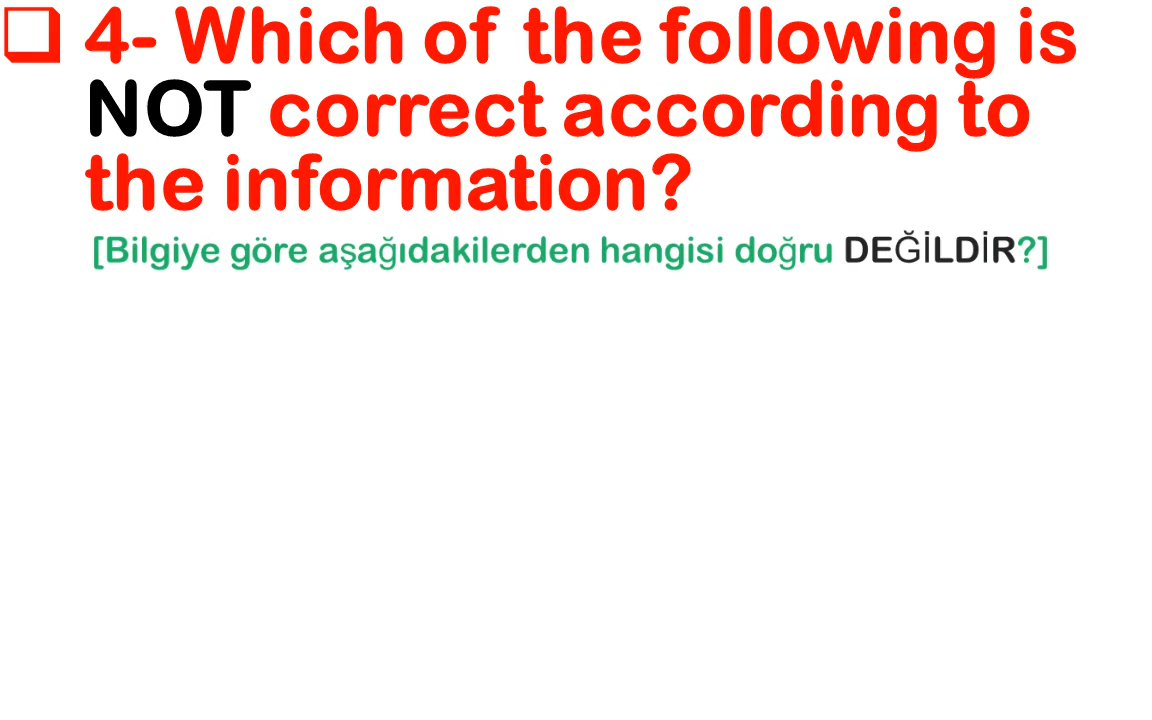 ❑ 4- Which of the following is
NOT correct according to
the information?
[Bilgiye göre aşağıdakilerden hangisi doğru DEĞİLDİR?]